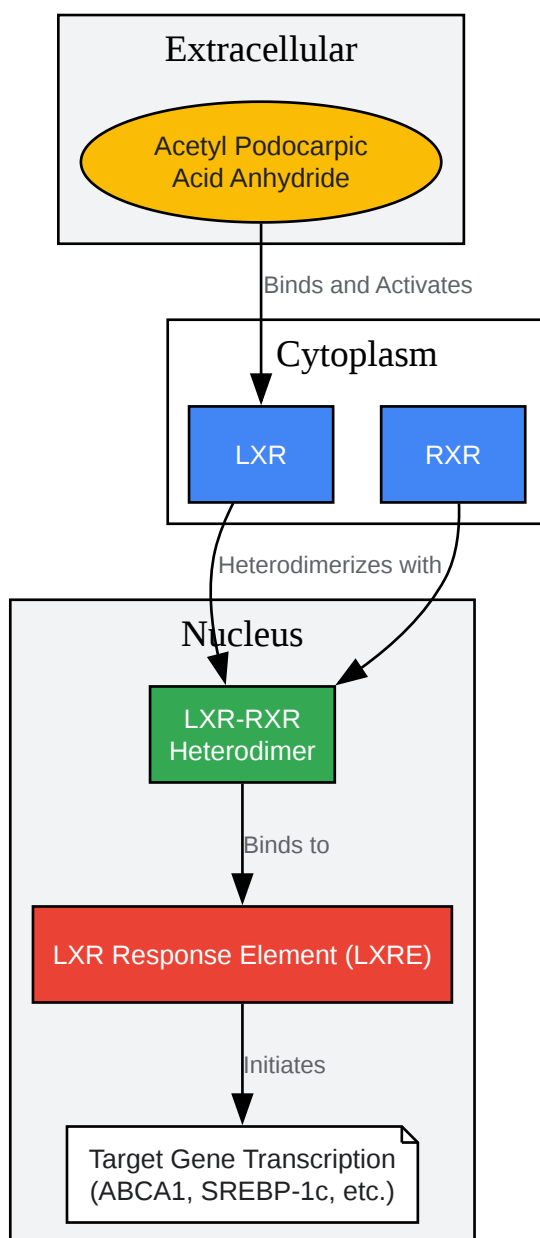 Extracellular
Acetyl Podocarpic
Acid Anhydride
Binds and Activates
Cytoplasm
LXR
RXR
Heterodimerizes with
Nucleus
LXR-RXR
Heterodimer
Binds to
LXR Response Element (LXRE)
Initiates
Target Gene Transcription
(ABCA1, SREBP-1c, etc.)